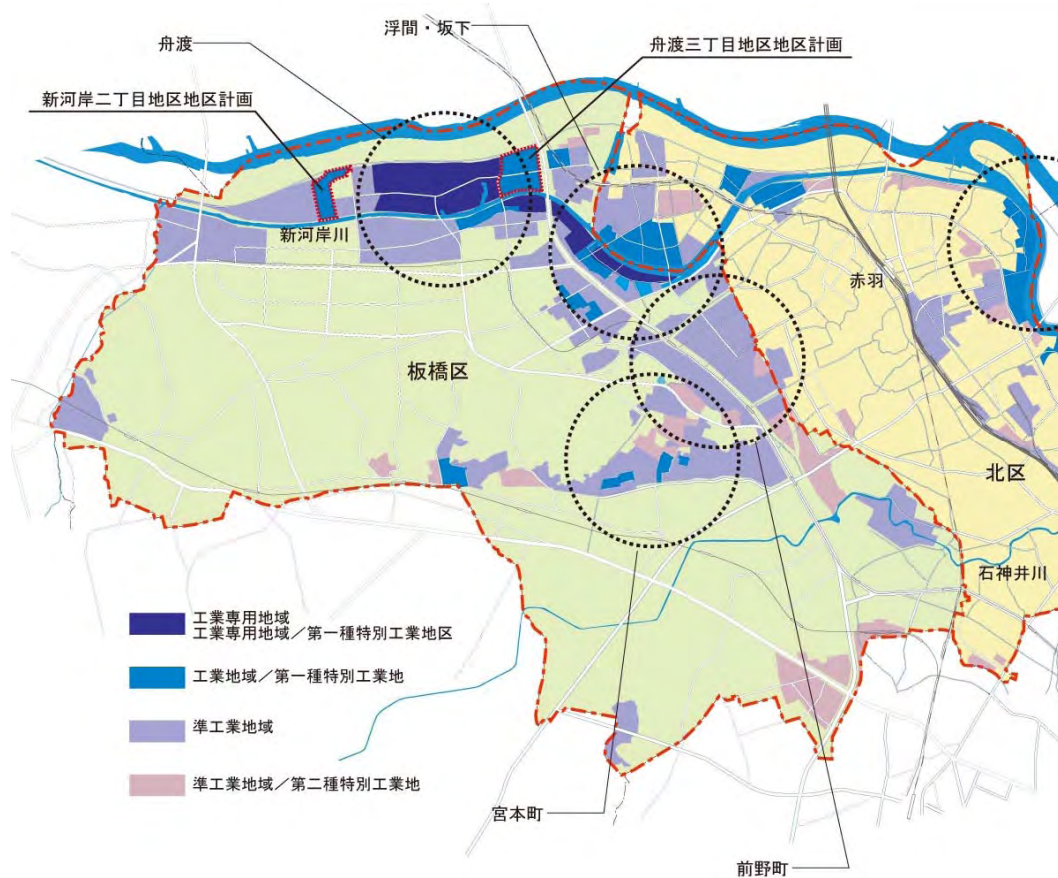 浮間・坂下
舟渡
舟渡三丁目地区地区計画
新河岸二丁目地区地区計画
新河岸川
赤羽
板橋区
北区
石神井川
工業専用地域
工業専用地域／第一種特別工業地区
工業地域／第一種特別工業地
準工業地域
準工業地域／第二種特別工業地
宮本町
前野町